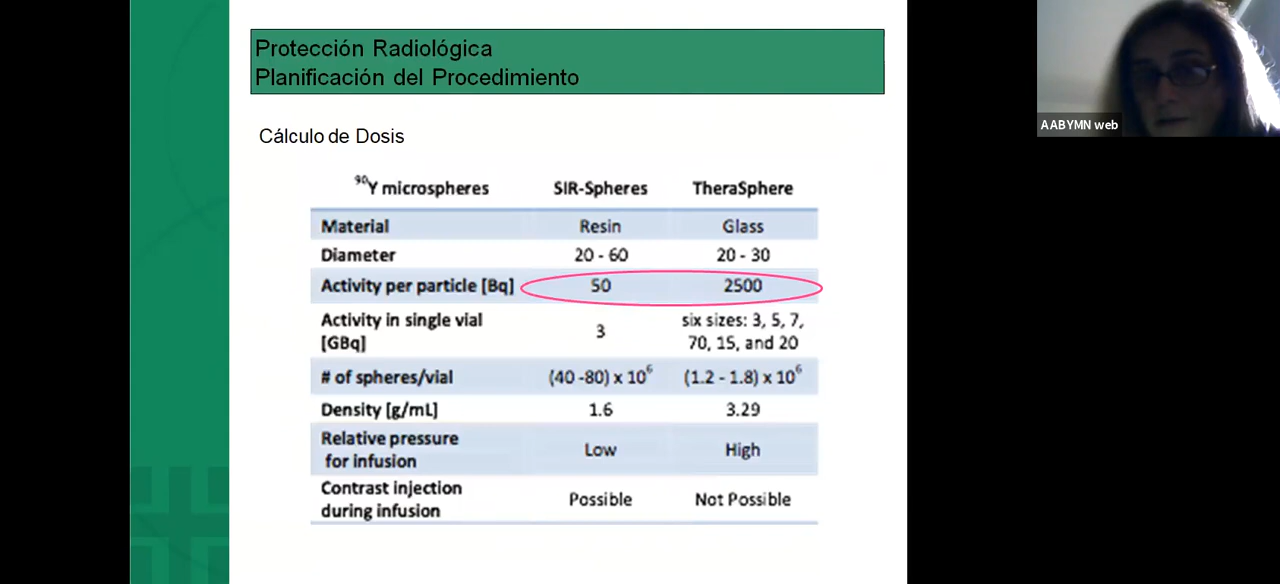 Protección Radiológica
Planificación del Procedimiento
AABYMN web
Cálculo de Dosis
⁹⁰Y microspheres SIR-Spheres TheraSphere
Material Resin Glass
Diameter 20 - 60 20 - 30
Activity per particle [Bq] 50 2500
Activity in single vial
[GBq] 3 six sizes: 3, 5, 7,
70, 15, and 20
# of spheres/vial (40 -80) x 10⁶ (1.2 - 1.8) x 10⁶
Density [g/mL] 1.6 3.29
Relative pressure
for infusion Low High
Contrast injection
during infusion Possible Not Possible